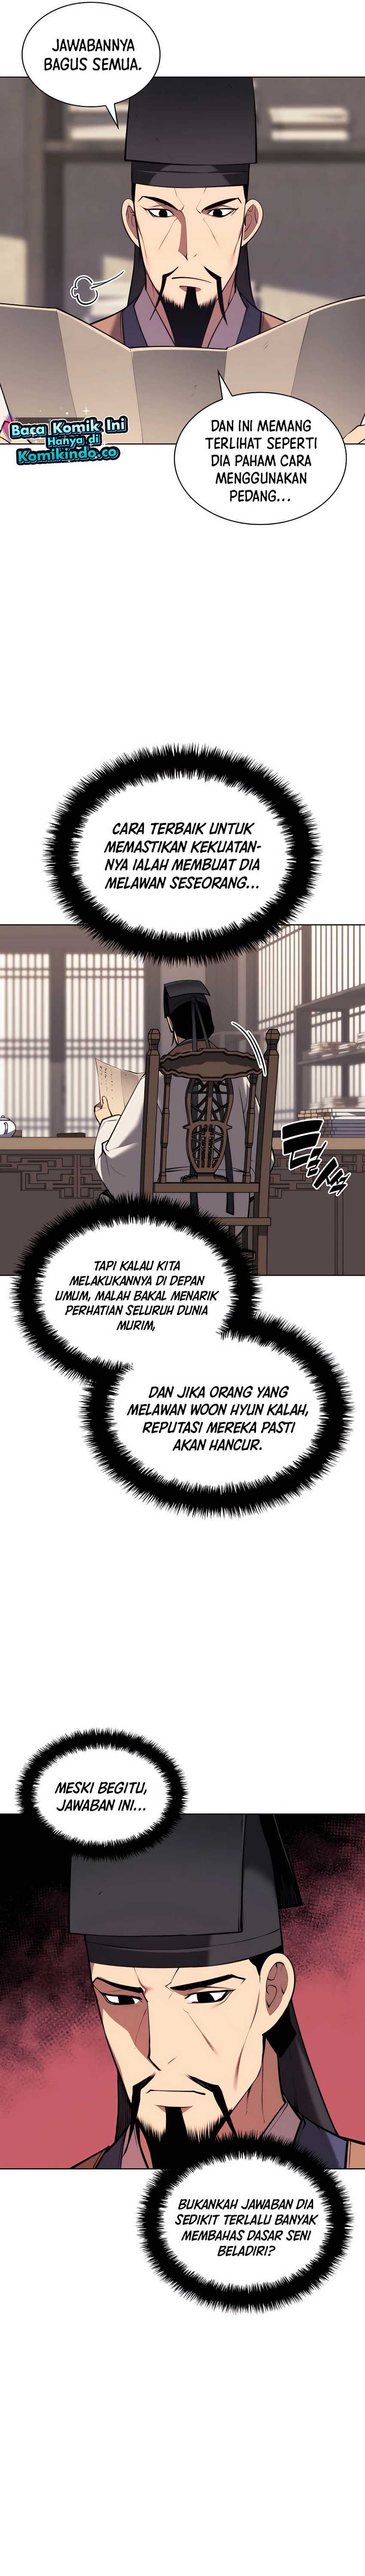 JAWABANNYA
BAGUS SEMUA.
Baca Komik Ini
Hanya di
Komikindo.co
DAN INI MEMANG
TERLIHAT SEPERTI
DIA PAHAM CARA
MENGGUNAKAN
PEDANG...
CARA TERBAIK UNTUK
MEMASTIKAN KEKUATAN-
NYA IALAH MEMBUAT DIA
MELAWAN SESEORANG...
TAPI KALAU KITA
MELAKUKANNYA DI DEPAN
UMUM, MALAH BAKAL MENARIK
PERHATIAN SELURUH DUNIA
MURIM,
DAN JIKA ORANG YANG
MELAWAN WOON HYUN KALAH,
REPUTASI MEREKA PASTI
AKAN HANCUR.
MESKI BEGITU,
JAWABAN INI...
BUKANKAH JAWABAN DIA
SEDIKIT TERLALU BANYAK
MEMBAHAS DASAR SENI
BELADIRI?